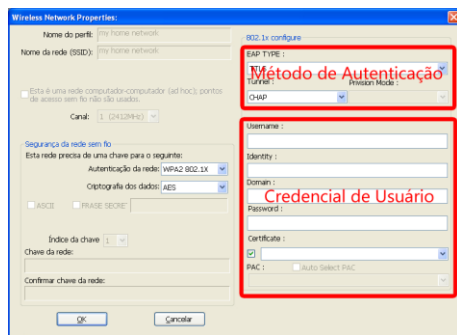 Wireless Network Properties:
Nome do perfil: my home network
Nome da rede (SSID): my home network
Esta é uma rede computador-computador (ad hoc); pontos
de acesso sem fio não são usados.
Canal: 1 (2412MHz)
Segurança da rede sem fio
Esta rede precisa de uma chave para o seguinte:
Autenticação da rede: WPA2 802.1X
Criptografia dos dados: AES
ASCII FRASE SECRE
Índice da chave 1
Chave da rede:
Confirmar chave da rede:
OK Cancelar
802.1x configure
EAP TYPE :
TTLS
Método de Autenticação
Tunnel : Provision Mode :
CHAP
Username :
Identity :
Domain :
Credencial de Usuário
Password :
Certificate :
PAC : Auto Select PAC